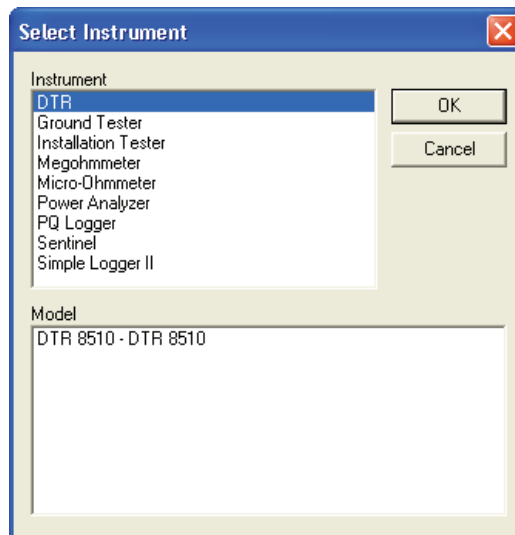 Select Instrument
Instrument
DTR
Ground Tester
Installation Tester
Megohmmeter
Micro-Ohmmeter
Power Analyzer
PQ Logger
Sentinel
Simple Logger II
OK
Cancel
Model
DTR 8510 - DTR 8510